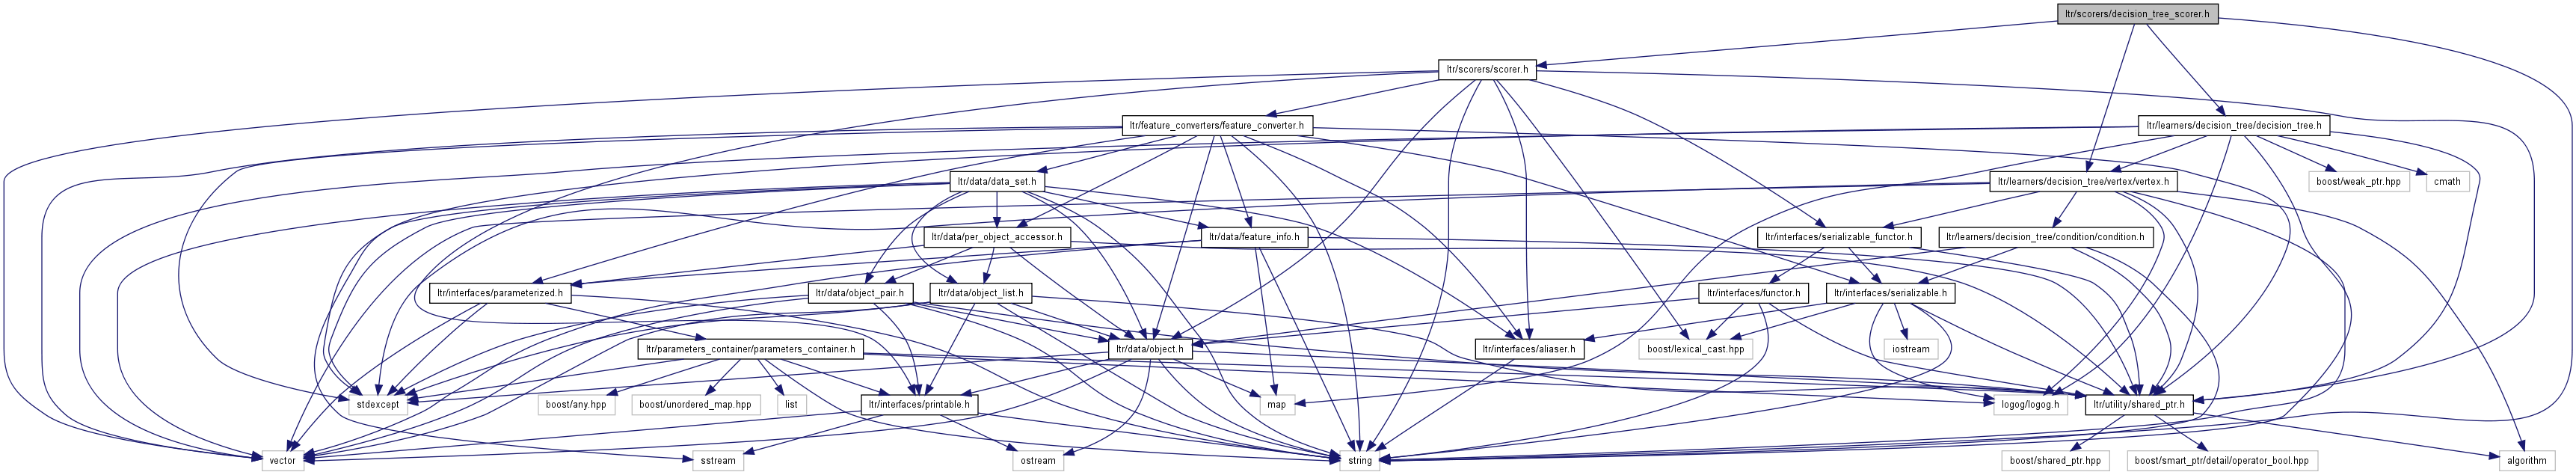 ltr/scorers/decision_tree_scorer.h
ltr/scorers/scorer.h
ltr/feature_converters/feature_converter.h
ltr/learners/decision_tree/decision_tree.h
ltr/data/data_set.h
ltr/learners/decision_tree/vertex/vertex.h
boost/weak_ptr.hpp
cmath
ltr/data/per_object_accessor.h
ltr/data/feature_info.h
ltr/interfaces/serializable_functor.h
ltr/learners/decision_tree/condition/condition.h
ltr/interfaces/parameterized.h
ltr/data/object_pair.h
ltr/data/object_list.h
ltr/interfaces/functor.h
ltr/interfaces/serializable.h
ltr/parameters_container/parameters_container.h
ltr/data/object.h
ltr/interfaces/aliaser.h
boost/lexical_cast.hpp
iostream
stdexcept
boost/any.hpp
boost/unordered_map.hpp
list
ltr/interfaces/printable.h
map
logog/logog.h
ltr/utility/shared_ptr.h
vector
sstream
ostream
string
boost/shared_ptr.hpp
boost/smart_ptr/detail/operator_bool.hpp
algorithm